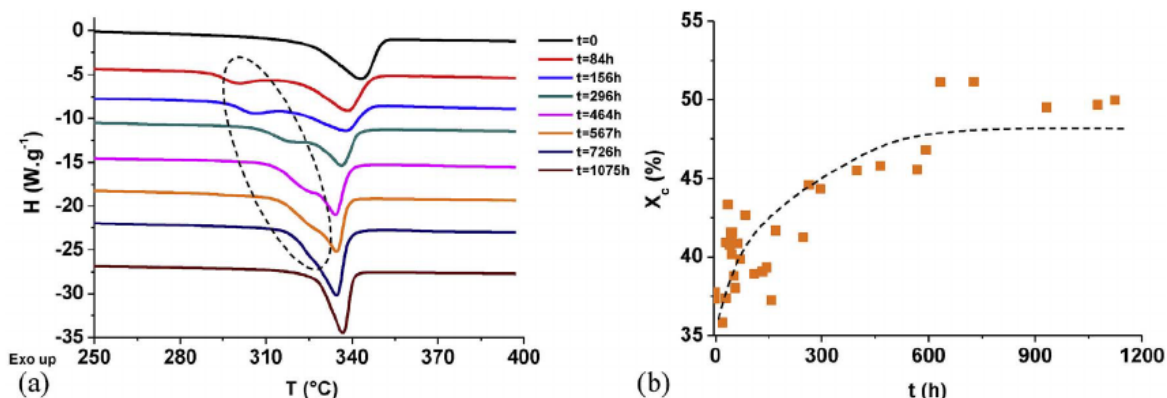 0
-5
-10
-15
-20
-25
-30
-35
H (W.g⁻¹)
Exo up
250
280
310
340
370
400
T (°C)
(a)
t=0
t=84h
t=156h
t=296h
t=464h
t=567h
t=726h
t=1075h
55
50
45
40
35
X_c (%)
0
300
600
900
1200
t (h)
(b)